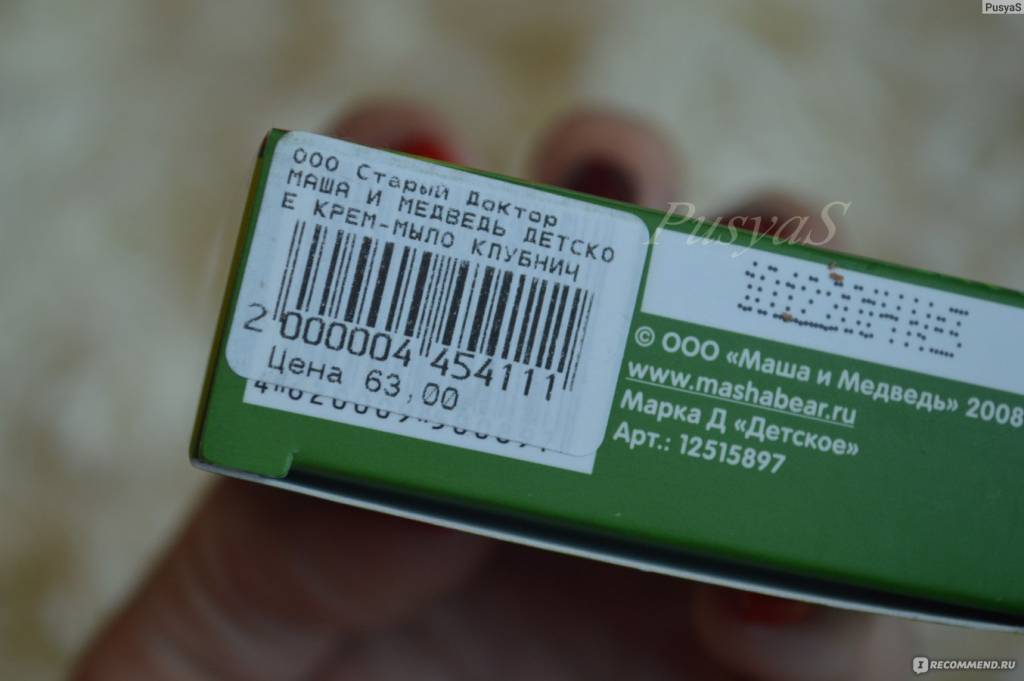 PusyaS
ООО Старый Доктор
МАША И МЕДВЕДЬ ДЕТСКО
Е КРЕМ-МЫЛО КЛУБНИЧ
2 000004 454111
Цена 63,00
PusyaS
© ООО «Маша и Медведь» 2008
www.mashabear.ru
Марка Д «Детское»
Арт.: 12515897
IRECOMMEND.RU